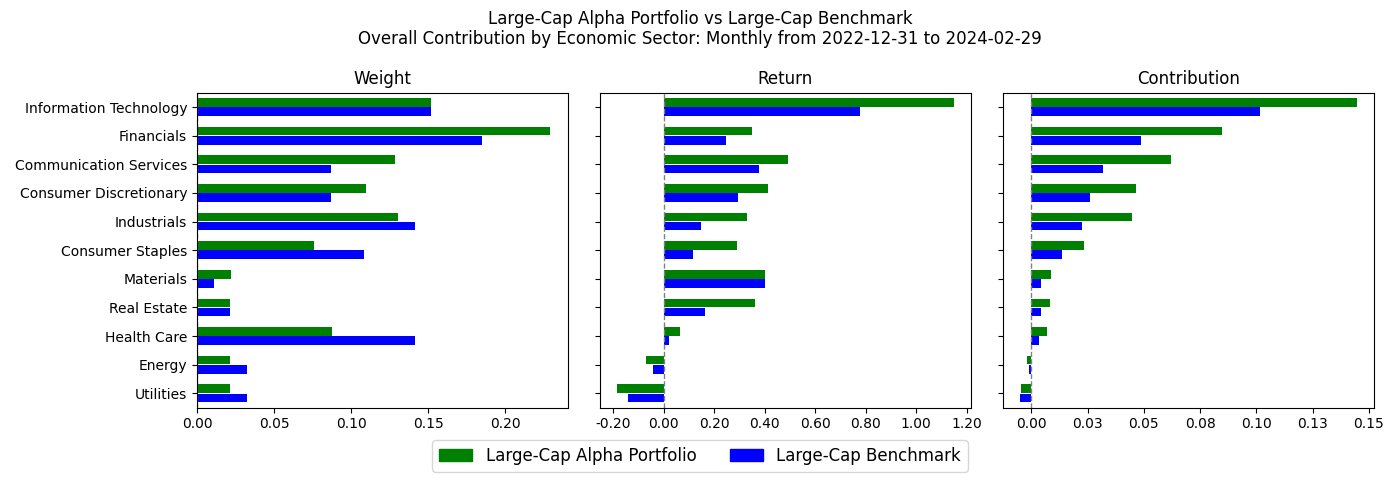 Large-Cap Alpha Portfolio vs Large-Cap Benchmark
Overall Contribution by Economic Sector: Monthly from 2022-12-31 to 2024-02-29
Weight
Return
Contribution
Information Technology
Financials
Communication Services
Consumer Discretionary
Industrials
Consumer Staples
Materials
Real Estate
Health Care
Energy
Utilities
0.00 0.05 0.10 0.15 0.20
-0.20 0.00 0.20 0.40 0.60 0.80 1.00 1.20
0.00 0.03 0.05 0.08 0.10 0.13 0.15
Large-Cap Alpha Portfolio
Large-Cap Benchmark